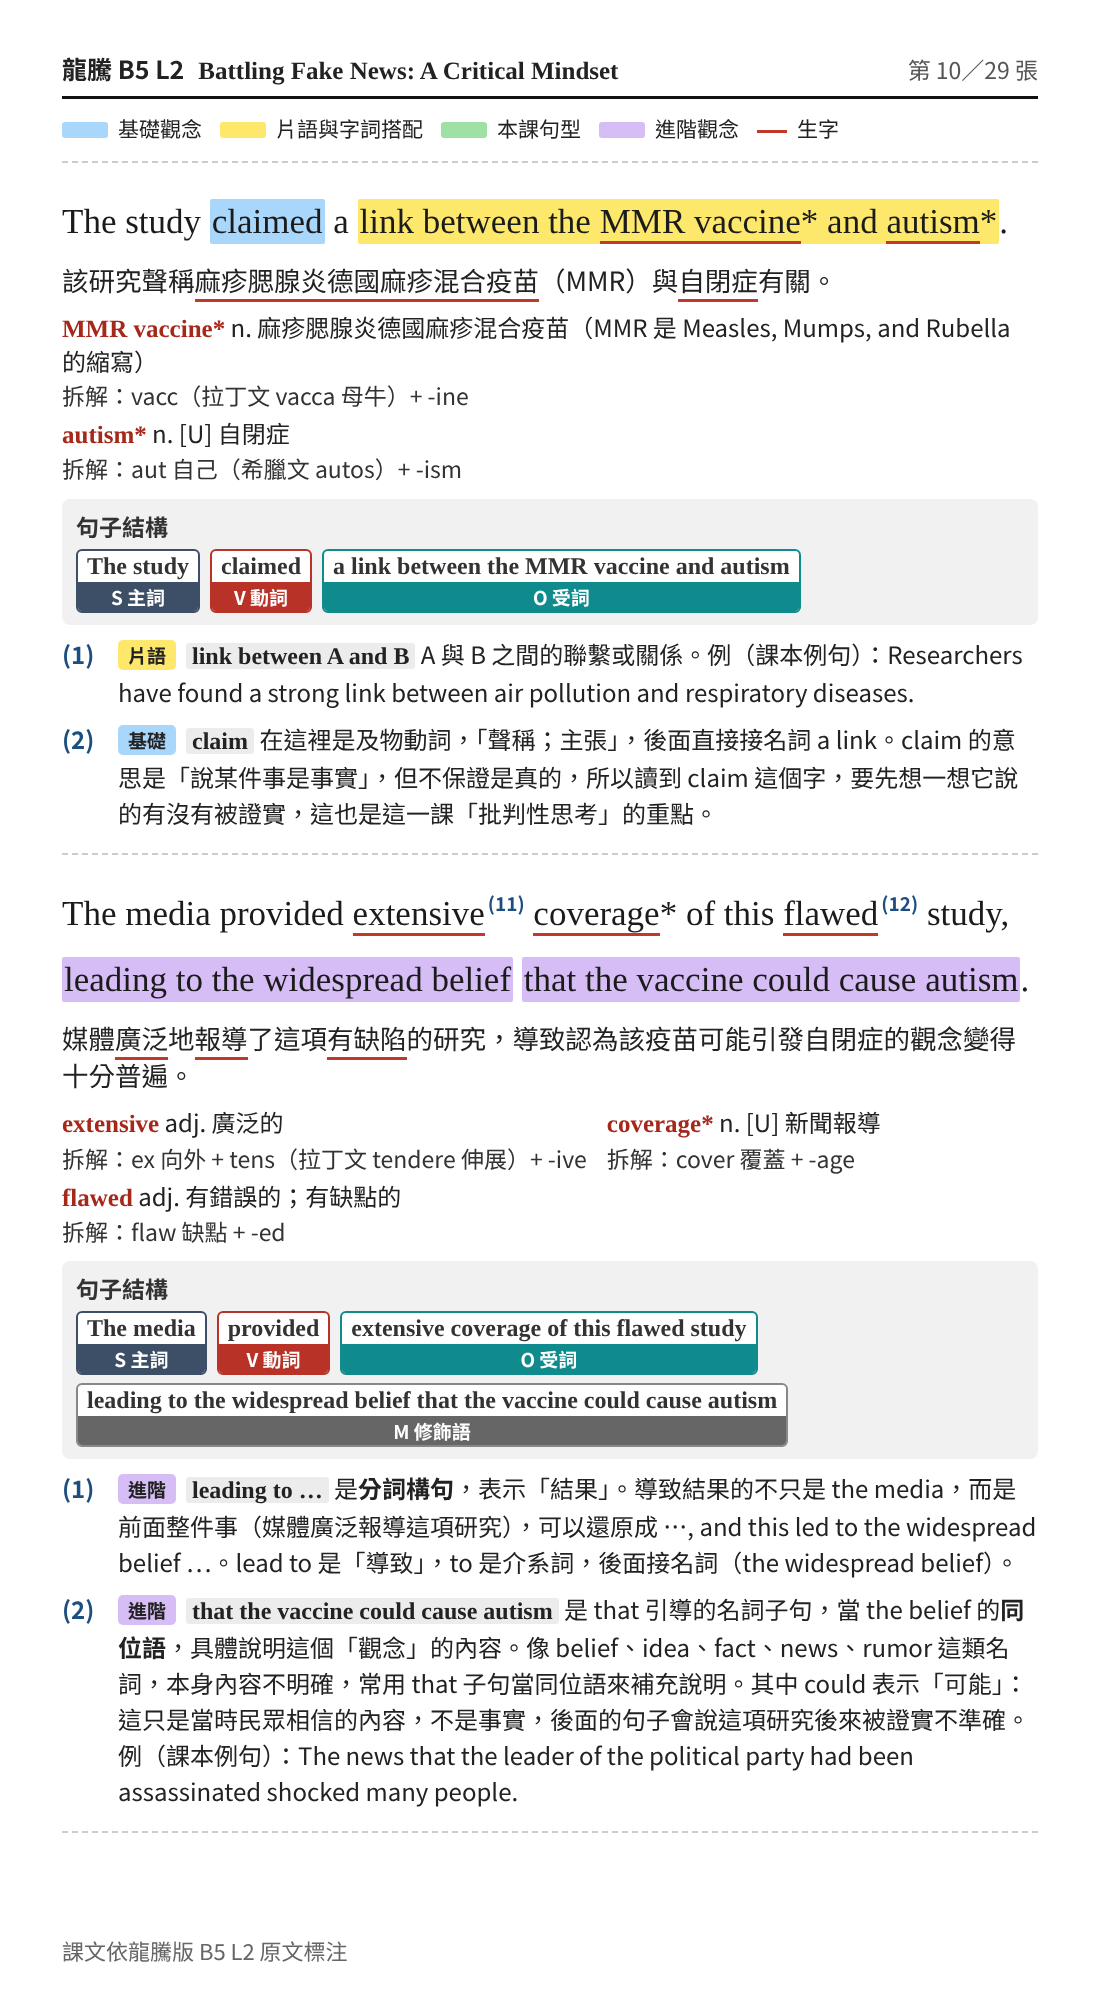 龍騰 B5 L2 Battling Fake News: A Critical Mindset 第 10／29 張
基礎觀念 片語與字詞搭配 本課句型 進階觀念 生字
The study claimed a link between the MMR vaccine* and autism*.
該研究聲稱麻疹腮腺炎德國麻疹混合疫苗（MMR）與自閉症有關。
MMR vaccine* n. 麻疹腮腺炎德國麻疹混合疫苗（MMR 是 Measles, Mumps, and Rubella
的縮寫）
拆解：vacc（拉丁文 vacca 母牛）+ -ine
autism* n. [U] 自閉症
拆解：aut 自己（希臘文 autos）+ -ism
句子結構
The study claimed a link between the MMR vaccine and autism
S 主詞 V 動詞 O 受詞
(1) 片語 link between A and B A 與 B 之間的聯繫或關係。例（課本例句）：Researchers
have found a strong link between air pollution and respiratory diseases.
(2) 基礎 claim 在這裡是及物動詞，「聲稱；主張」，後面直接接名詞 a link。claim 的意
思是「說某件事是事實」，但不保證是真的，所以讀到 claim 這個字，要先想一想它說
的有沒有被證實，這也是這一課「批判性思考」的重點。
The media provided extensive(11) coverage* of this flawed(12) study,
leading to the widespread belief that the vaccine could cause autism.
媒體廣泛地報導了這項有缺陷的研究，導致認為該疫苗可能引發自閉症的觀念變得
十分普遍。
extensive adj. 廣泛的 coverage* n. [U] 新聞報導
拆解：ex 向外 + tens（拉丁文 tendere 伸展）+ -ive 拆解：cover 覆蓋 + -age
flawed adj. 有錯誤的；有缺點的
拆解：flaw 缺點 + -ed
句子結構
The media provided extensive coverage of this flawed study
S 主詞 V 動詞 O 受詞
leading to the widespread belief that the vaccine could cause autism
M 修飾語
(1) 進階 leading to … 是分詞構句，表示「結果」。導致結果的不只是 the media，而是
前面整件事（媒體廣泛報導這項研究），可以還原成 …, and this led to the widespread
belief …。lead to 是「導致」，to 是介系詞，後面接名詞（the widespread belief）。
(2) 進階 that the vaccine could cause autism 是 that 引導的名詞子句，當 the belief 的同
位語，具體說明這個「觀念」的內容。像 belief、idea、fact、news、rumor 這類名
詞，本身內容不明確，常用 that 子句當同位語來補充說明。其中 could 表示「可能」：
這只是當時民眾相信的內容，不是事實，後面的句子會說這項研究後來被證實不準確。
例（課本例句）：The news that the leader of the political party had been
assassinated shocked many people.
課文依龍騰版 B5 L2 原文標注